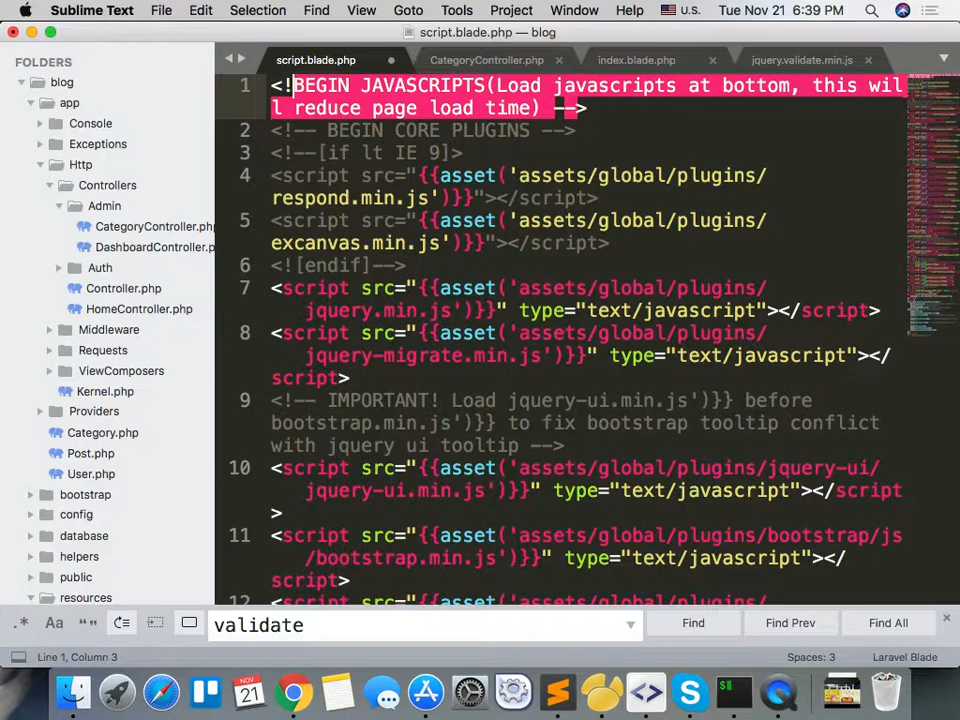 Sublime Text File Edit Selection Find View Goto Tools Project Window Help U.S. Tue Nov 21 6:39 PM
script.blade.php — blog
FOLDERS
blog
app
Console
Exceptions
Http
Controllers
Admin
CategoryController.php
DashboardController.p
Auth
Controller.php
HomeController.php
Middleware
Requests
ViewComposers
Kernel.php
Providers
Category.php
Post.php
User.php
bootstrap
config
database
helpers
public
resources
script.blade.php CategoryController.php index.blade.php jquery.validate.min.js
1 <!BEGIN JAVASCRIPTS(Load javascripts at bottom, this wil
l reduce page load time) -->
2 <!-- BEGIN CORE PLUGINS -->
3 <!--[if lt IE 9]>
4 <script src="{{asset('assets/global/plugins/
respond.min.js')}}"></script>
5 <script src="{{asset('assets/global/plugins/
excanvas.min.js')}}"></script>
6 <![endif]-->
7 <script src="{{asset('assets/global/plugins/
jquery.min.js')}}" type="text/javascript"></script>
8 <script src="{{asset('assets/global/plugins/
jquery-migrate.min.js')}}" type="text/javascript"></
script>
9 <!-- IMPORTANT! Load jquery-ui.min.js')}} before
bootstrap.min.js')}} to fix bootstrap tooltip conflict
with jquery ui tooltip -->
10 <script src="{{asset('assets/global/plugins/jquery-ui/
jquery-ui.min.js')}}" type="text/javascript"></script
>
11 <script src="{{asset('assets/global/plugins/bootstrap/js
/bootstrap.min.js')}}" type="text/javascript"></
script>
12 <script src="{{asset('assets/global/plugins/
.* Aa “” validate Find Find Prev Find All
Line 1, Column 3 Spaces: 3 Laravel Blade
NOV
21